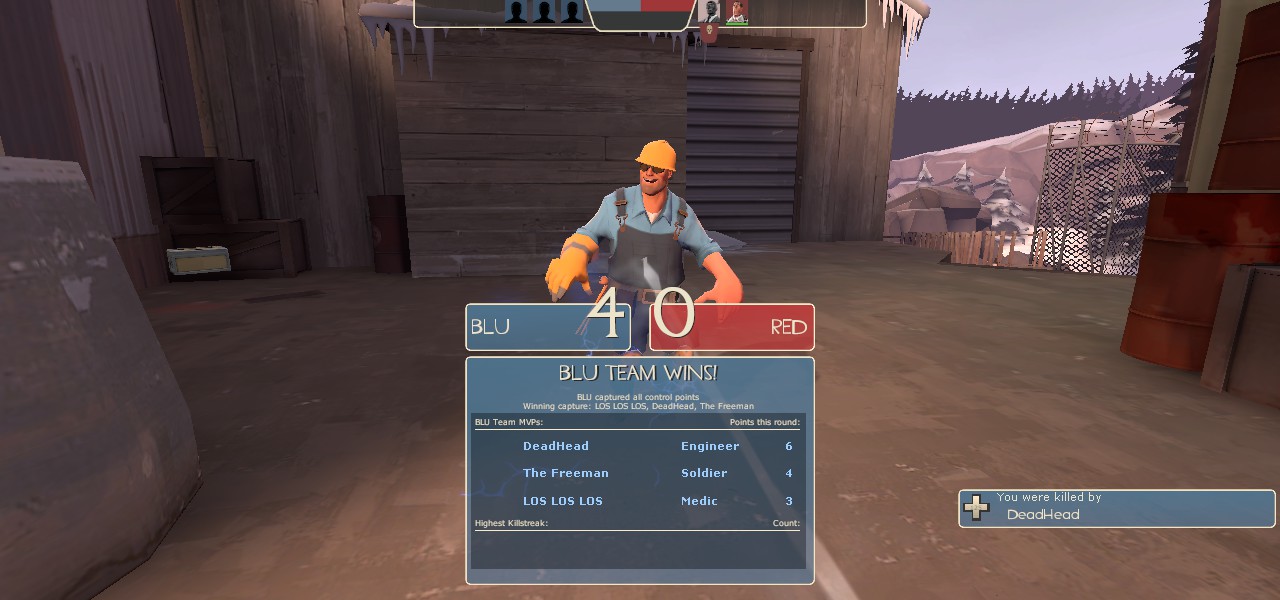 BLU 4 0 RED
BLU TEAM WINS!
BLU captured all control points
Winning capture: LOS LOS LOS, DeadHead, The Freeman
BLU Team MVPs: Points this round:
DeadHead Engineer 6
The Freeman Soldier 4
LOS LOS LOS Medic 3
Highest Killstreak: Count:
You were killed by
DeadHead